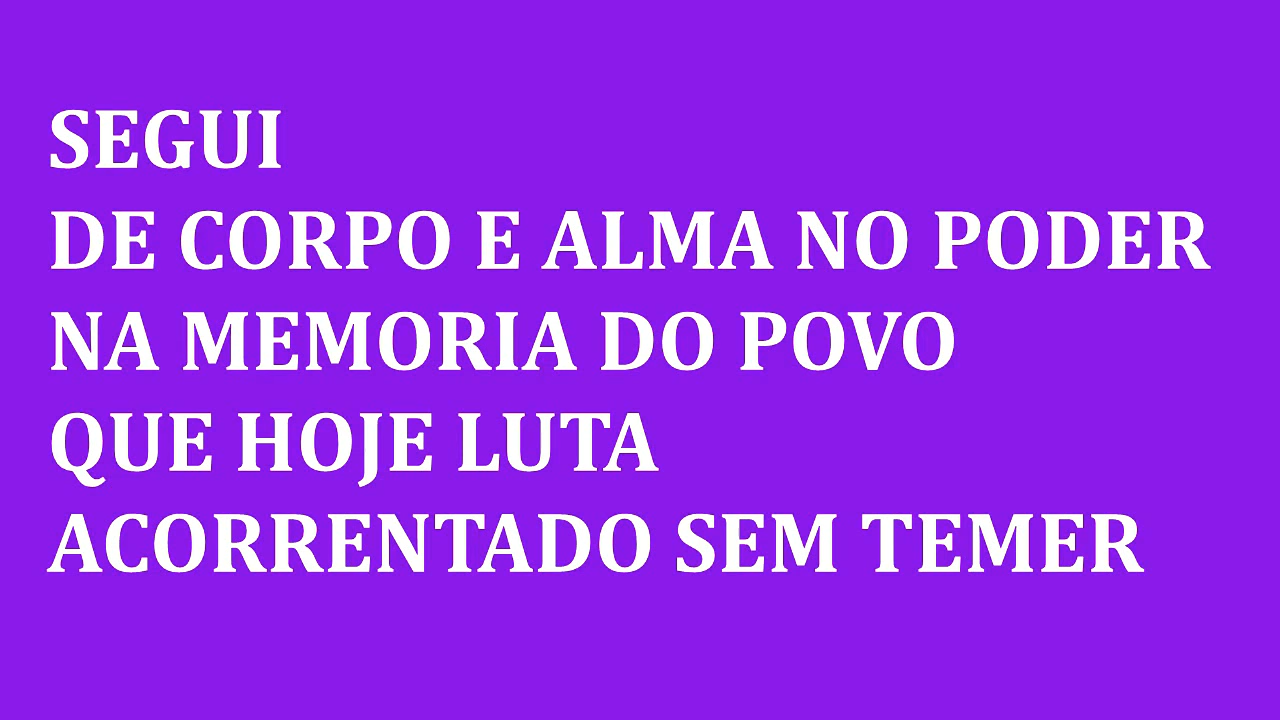 SEGUI
DE CORPO E ALMA NO PODER
NA MEMORIA DO POVO
QUE HOJE LUTA
ACORRENTADO SEM TEMER